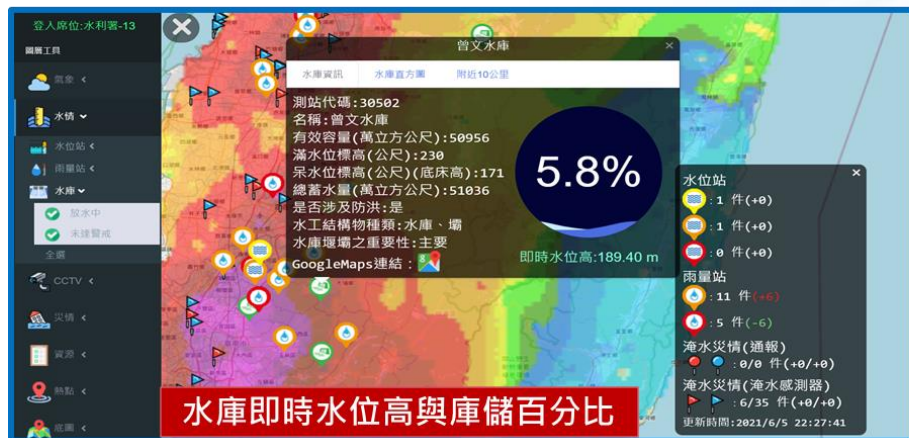 登入席位:水利署-13
圖層工具
氣象
水情
水位站
雨量站
水庫
放水中
未達警戒
全選
CCTV
災情
資源
熱點
底圖
曾文水庫
×
水庫資訊 水庫直方圖 附近10公里
測站代碼:30502
名稱:曾文水庫
有效容量(萬立方公尺):50956
滿水位標高(公尺):230
呆水位標高(公尺)(底床高):171
總蓄水量(萬立方公尺):51036
是否涉及防洪:是
水工結構物種類:水庫、壩
水庫堰壩之重要性:主要
GoogleMaps連結:
5.8%
即時水位高:189.40 m
×
水位站
:1 件(+0)
:1 件(+0)
:0 件(+0)
雨量站
:11 件(+6)
:5 件(-6)
淹水災情(通報)
:0/0 件(+0/+0)
淹水災情(淹水感測器)
:6/35 件(+0/+0)
更新時間:2021/6/5 22:27:41
水庫即時水位高與庫儲百分比